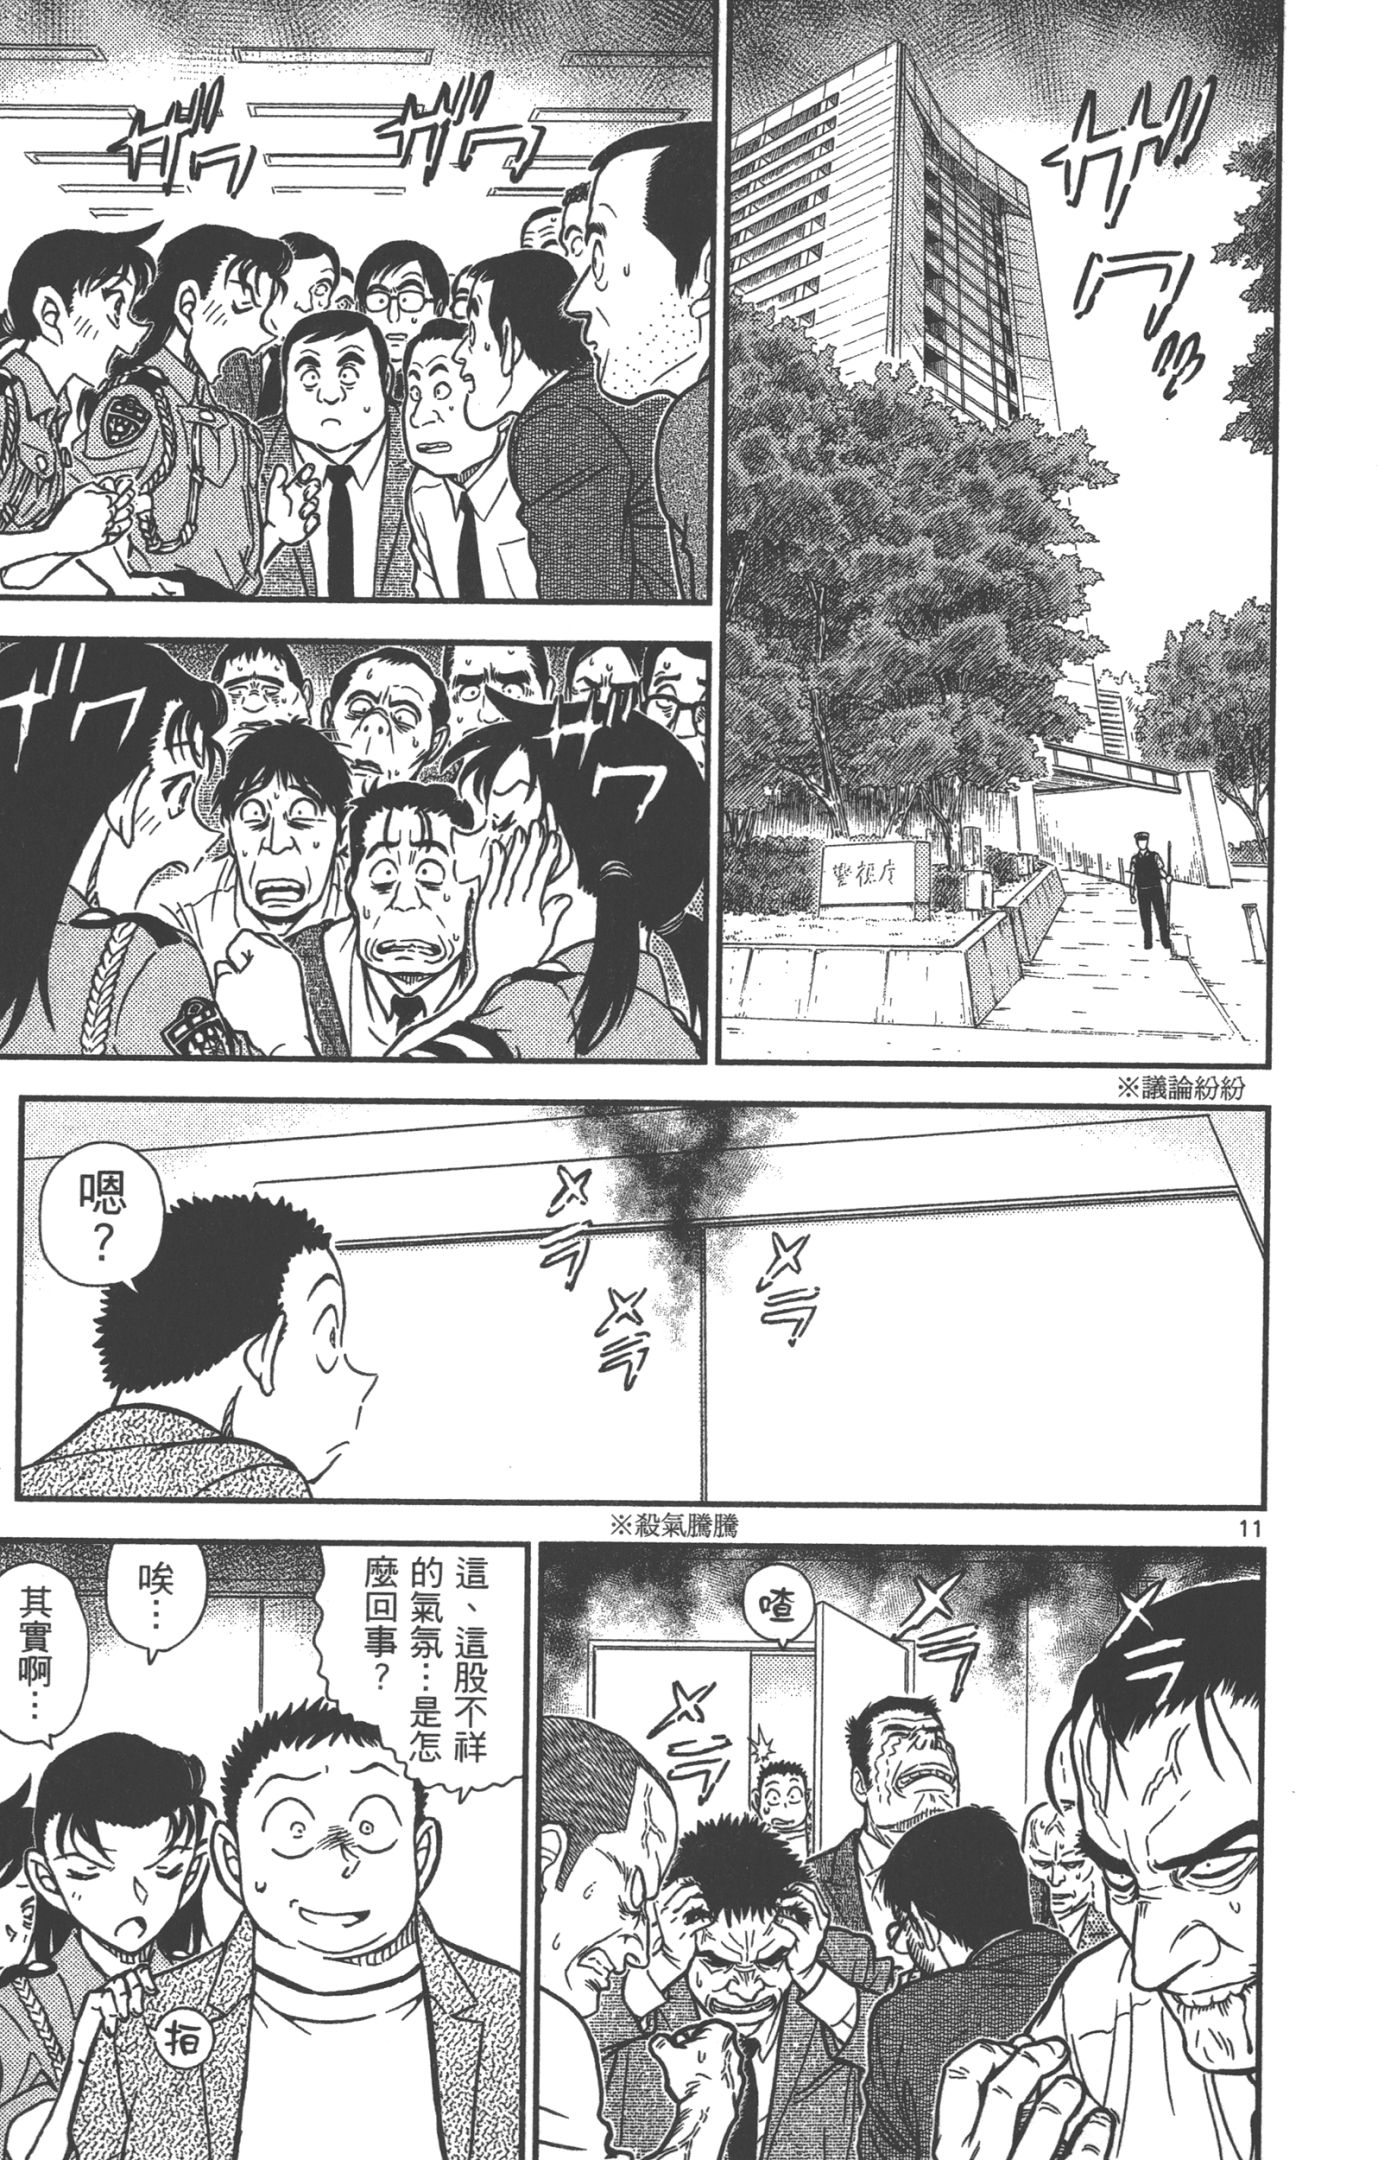 ザワ
警視庁
※議論紛紛
ザワ
ザワ
ザワ
ザワ
嗯?
メラ
メラ
メラ
※殺氣騰騰
11
喳
メラ
メラ
メラ
這、這股不祥
的氣氛…是怎
麼回事?
唉…
其實啊…
拍